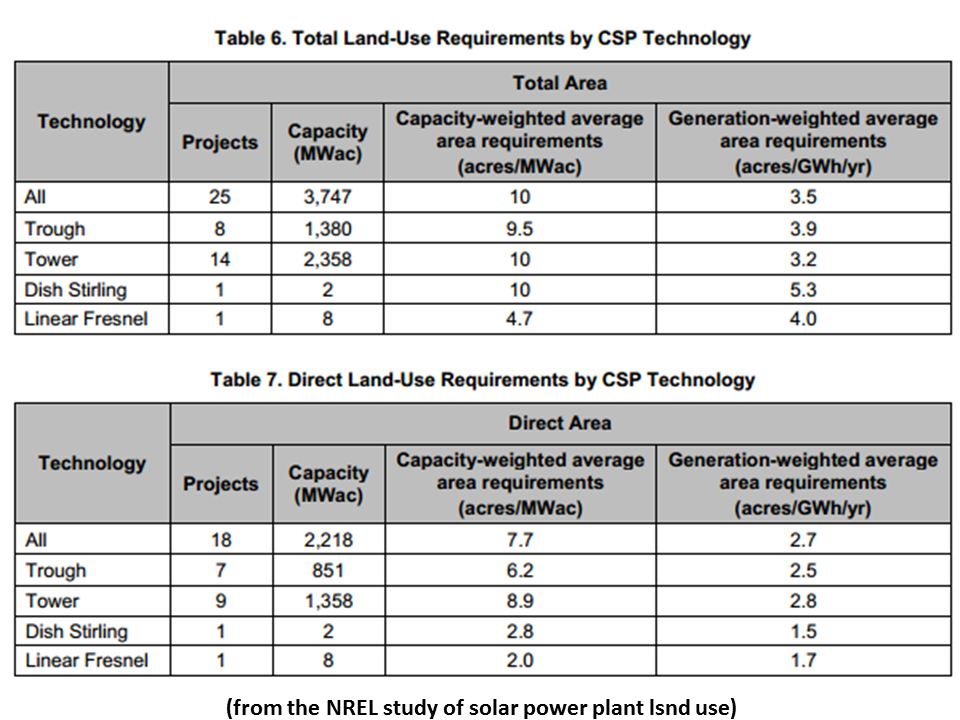 Table 6. Total Land-Use Requirements by CSP Technology
Total Area
Technology
Projects
Capacity
(MWac)
Capacity-weighted average
area requirements
(acres/MWac)
Generation-weighted average
area requirements
(acres/GWh/yr)
All 25 3,747 10 3.5
Trough 8 1,380 9.5 3.9
Tower 14 2,358 10 3.2
Dish Stirling 1 2 10 5.3
Linear Fresnel 1 8 4.7 4.0
Table 7. Direct Land-Use Requirements by CSP Technology
Direct Area
Technology
Projects
Capacity
(MWac)
Capacity-weighted average
area requirements
(acres/MWac)
Generation-weighted average
area requirements
(acres/GWh/yr)
All 18 2,218 7.7 2.7
Trough 7 851 6.2 2.5
Tower 9 1,358 8.9 2.8
Dish Stirling 1 2 2.8 1.5
Linear Fresnel 1 8 2.0 1.7
(from the NREL study of solar power plant lsnd use)